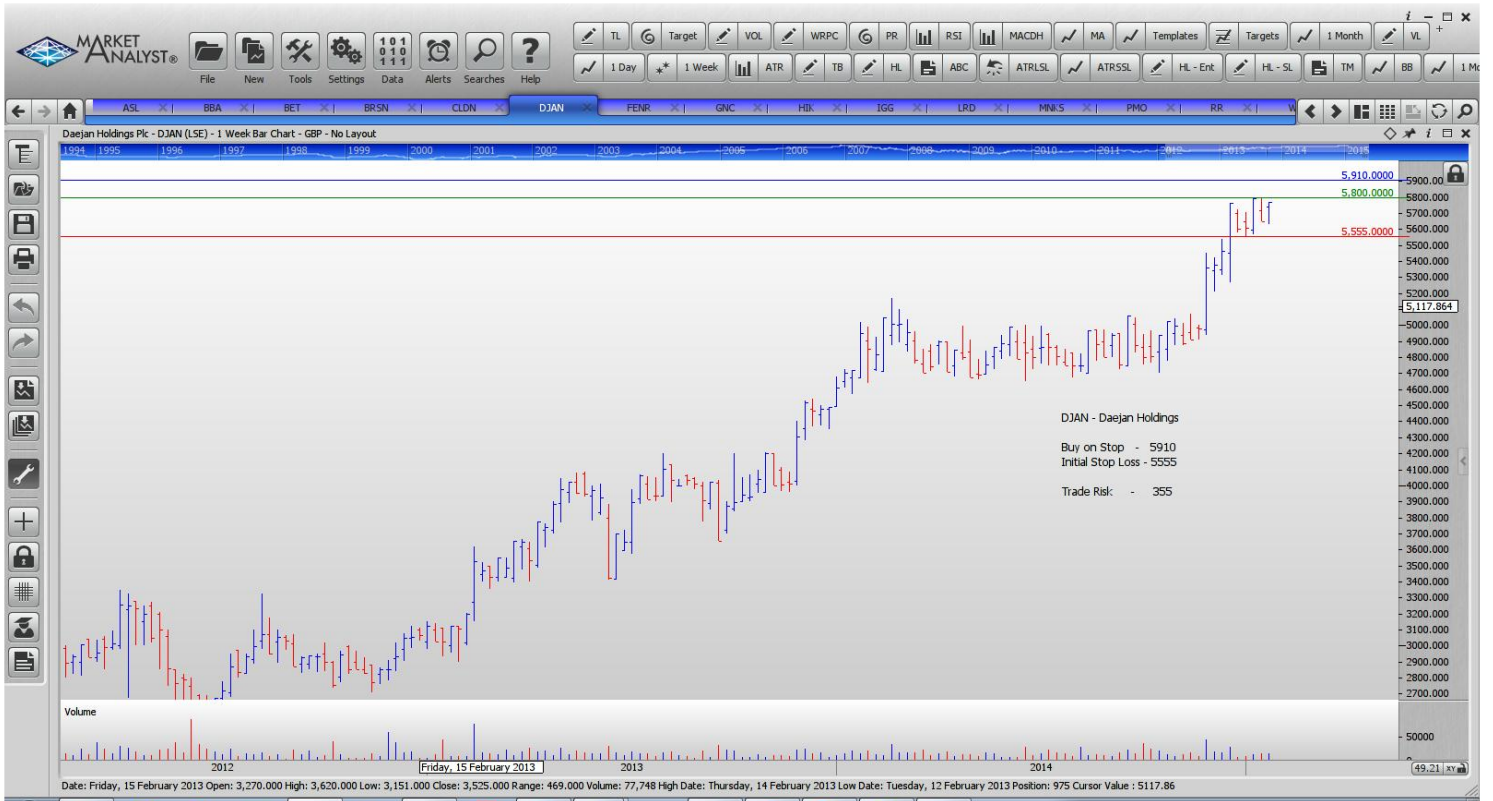 MARKET
ANALYST®
File New Tools Settings Data Alerts Searches Help
TL Target VOL WRPC PR RSI MACDH MA Templates Targets 1 Month VL +
1 Day 1 Week ATR TB HL ABC ATRLSL ATRSSL HL - Ent HL - SL TM BB 1 Mo
ASL BBA BET BRSN CLDN DJAN FENR GNC HIK IGG LRD MNKS PMO RR W
Daejan Holdings Plc - DJAN (LSE) - 1 Week Bar Chart - GBP - No Layout
1994 1995 1996 1997 1998 1999 2000 2001 2002 2003 2004 2005 2006 2007 2008 2009 2010 2011 2012 2013 2014 2015
5,910.0000
5900.00
5,800.0000
5800.000
5700.000
5600.000
5,555.0000
5500.000
5400.000
5300.000
5200.000
5,117.864
5000.000
4900.000
4800.000
4700.000
4600.000
4500.000
4400.000
4300.000
4200.000
4100.000
4000.000
3900.000
3800.000
3700.000
3600.000
3500.000
3400.000
3300.000
3200.000
3100.000
3000.000
2900.000
2800.000
2700.000
DJAN - Daejan Holdings
Buy on Stop - 5910
Initial Stop Loss - 5555
Trade Risk - 355
Volume
50000
2012 Friday, 15 February 2013 2013 2014 49.21 XY
Date: Friday, 15 February 2013 Open: 3,270.000 High: 3,620.000 Low: 3,151.000 Close: 3,525.000 Range: 469.000 Volume: 77,748 High Date: Thursday, 14 February 2013 Low Date: Tuesday, 12 February 2013 Position: 975 Cursor Value : 5117.86